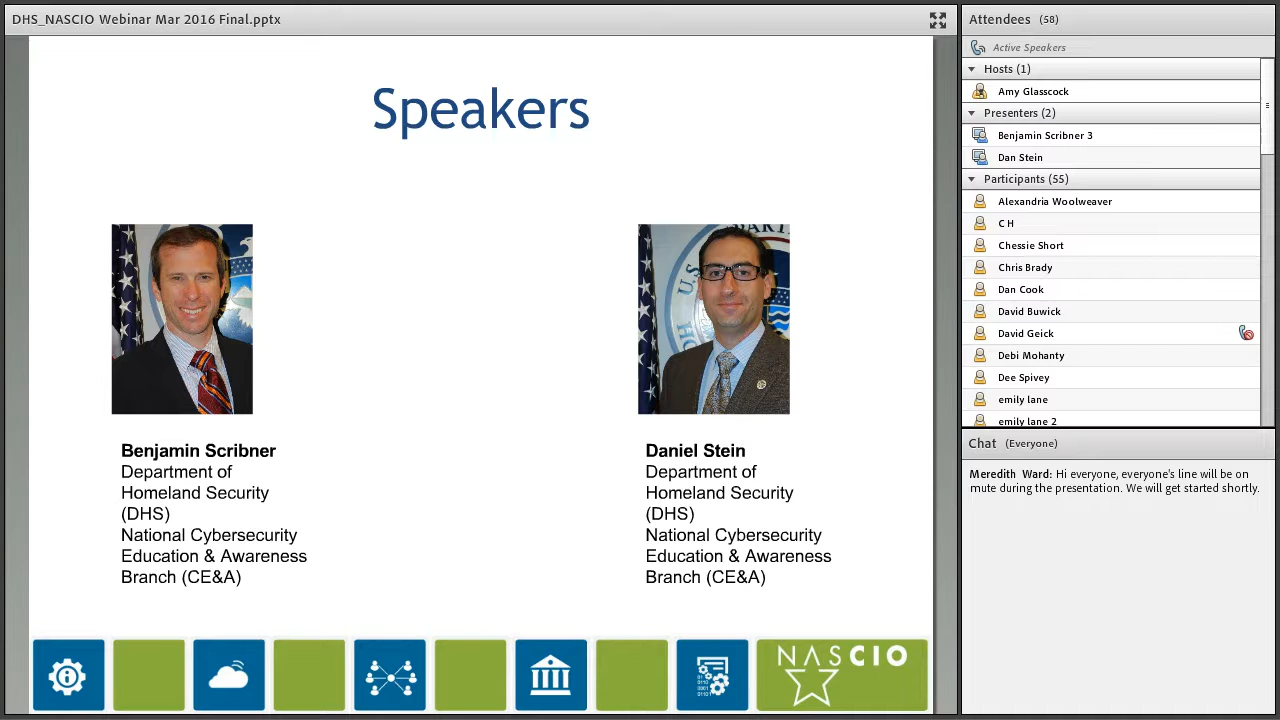 DHS_NASCIO Webinar Mar 2016 Final.pptx
Speakers
Benjamin Scribner
Department of
Homeland Security
(DHS)
National Cybersecurity
Education & Awareness
Branch (CE&A)
Daniel Stein
Department of
Homeland Security
(DHS)
National Cybersecurity
Education & Awareness
Branch (CE&A)
NASCIO
Attendees (58)
Active Speakers
Hosts (1)
Amy Glasscock
Presenters (2)
Benjamin Scribner 3
Dan Stein
Participants (55)
Alexandria Woolweaver
C H
Chessie Short
Chris Brady
Dan Cook
David Buwick
David Geick
Debi Mohanty
Dee Spivey
emily lane
emily lane 2
Chat (Everyone)
Meredith Ward: Hi everyone, everyone's line will be on
mute during the presentation. We will get started shortly.